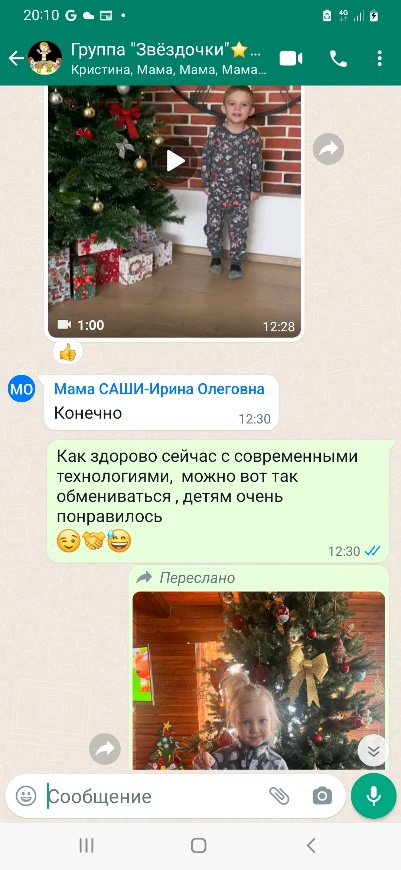 20:10
4G
Группа "Звёздочки"⭐...
Кристина, Мама, Мама, Мама...
1:00
12:28
МО
Мама САШИ-Ирина Олеговна
Конечно
12:30
Как здорово сейчас с современными
технологиями, можно вот так
обмениваться , детям очень
понравилось
😉🤝😅
12:30
Переслано
Сообщение